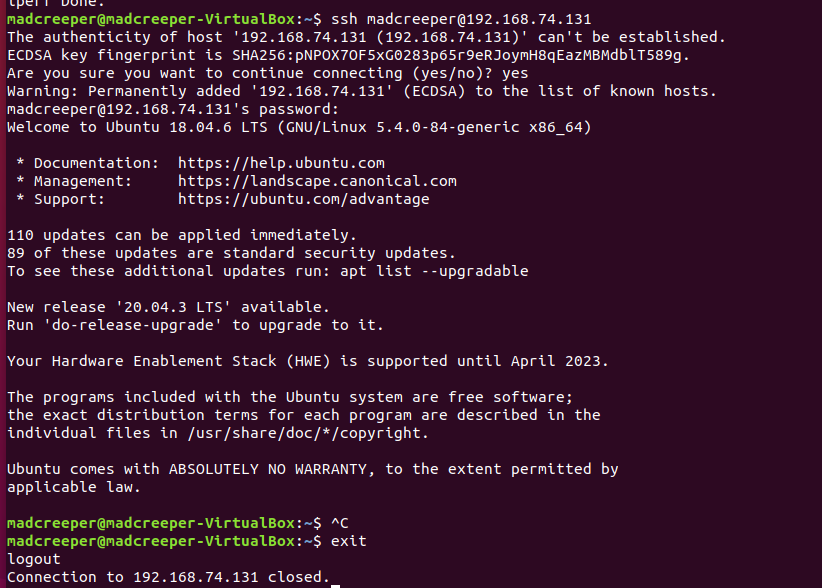 iperf Done.
madcreeper@madcreeper-VirtualBox:~$ ssh madcreeper@192.168.74.131
The authenticity of host '192.168.74.131 (192.168.74.131)' can't be established.
ECDSA key fingerprint is SHA256:pNPOX7OF5xG0283p65r9eRJoymH8qEazMBMdblT589g.
Are you sure you want to continue connecting (yes/no)? yes
Warning: Permanently added '192.168.74.131' (ECDSA) to the list of known hosts.
madcreeper@192.168.74.131's password:
Welcome to Ubuntu 18.04.6 LTS (GNU/Linux 5.4.0-84-generic x86_64)
* Documentation: https://help.ubuntu.com
* Management: https://landscape.canonical.com
* Support: https://ubuntu.com/advantage
110 updates can be applied immediately.
89 of these updates are standard security updates.
To see these additional updates run: apt list --upgradable
New release '20.04.3 LTS' available.
Run 'do-release-upgrade' to upgrade to it.
Your Hardware Enablement Stack (HWE) is supported until April 2023.
The programs included with the Ubuntu system are free software;
the exact distribution terms for each program are described in the
individual files in /usr/share/doc/*/copyright.
Ubuntu comes with ABSOLUTELY NO WARRANTY, to the extent permitted by
applicable law.
madcreeper@madcreeper-VirtualBox:~$ ^C
madcreeper@madcreeper-VirtualBox:~$ exit
logout
Connection to 192.168.74.131 closed.